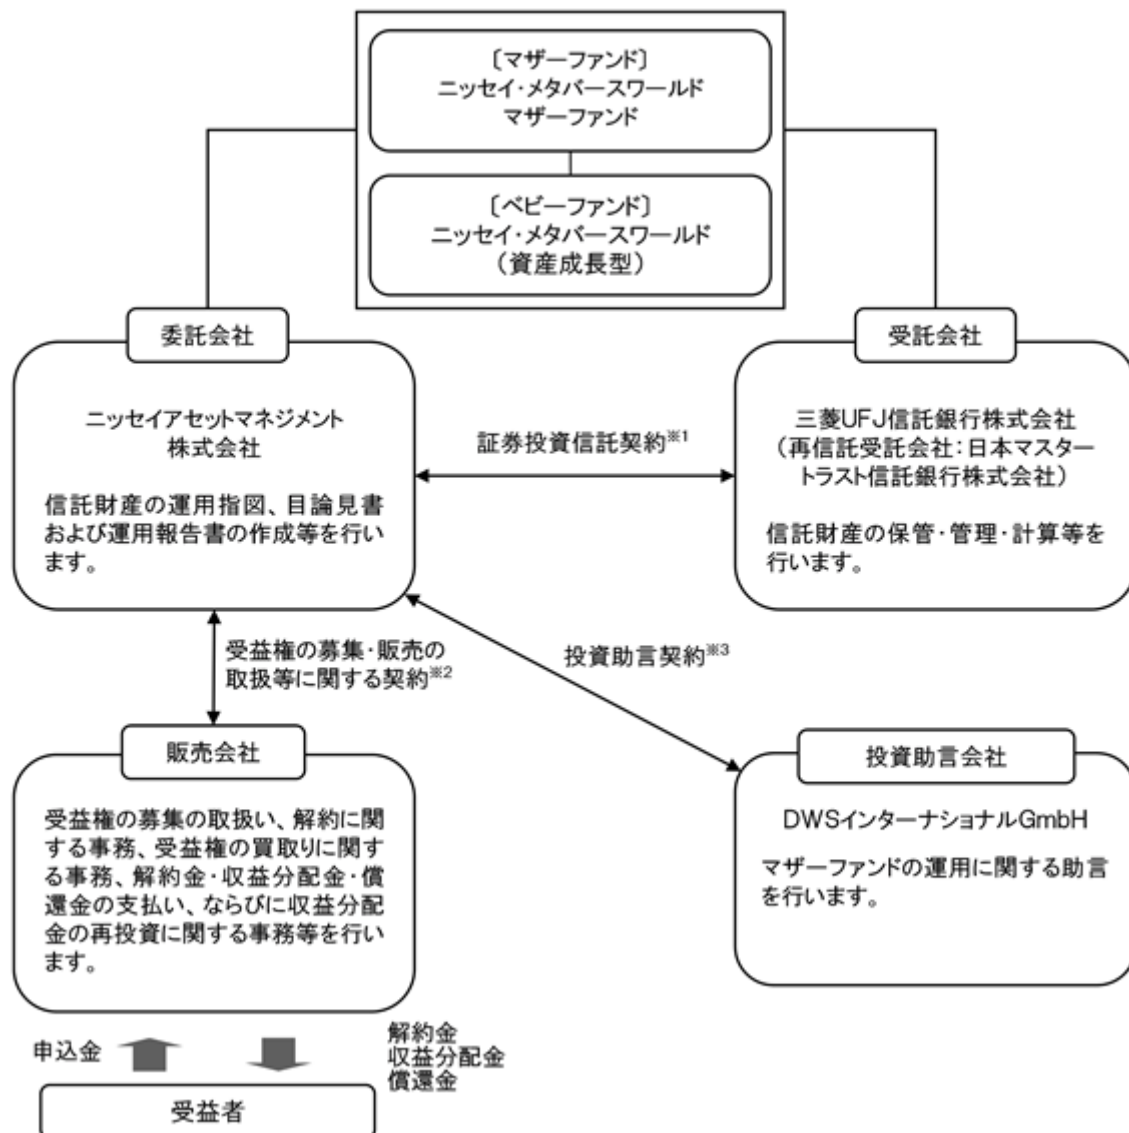 〔マザーファンド〕
ニッセイ・メタバースワールド
マザーファンド
〔ベビーファンド〕
ニッセイ・メタバースワールド
（資産成長型）
委託会社
ニッセイアセットマネジメント
株式会社
信託財産の運用指図、目論見書
および運用報告書の作成等を行い
ます。
証券投資信託契約※1
受託会社
三菱UFJ信託銀行株式会社
（再信託受託会社：日本マスター
トラスト信託銀行株式会社）
信託財産の保管・管理・計算等を
行います。
受益権の募集・販売の
取扱等に関する契約※2
投資助言契約※3
販売会社
受益権の募集の取扱い、解約に関
する事務、受益権の買取りに関す
る事務、解約金・収益分配金・償
還金の支払い、ならびに収益分配
金の再投資に関する事務等を行い
ます。
投資助言会社
DWSインターナショナルGmbH
マザーファンドの運用に関する助言
を行います。
申込金
解約金
収益分配金
償還金
受益者